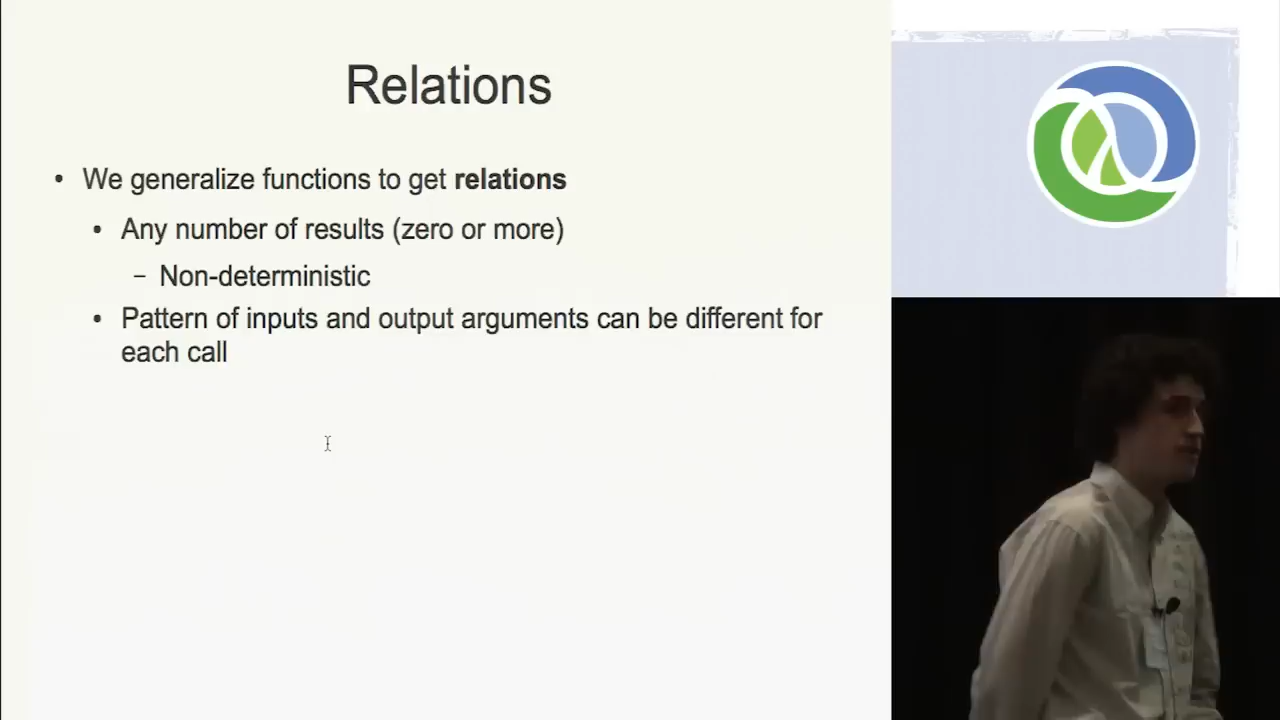 Relations
• We generalize functions to get relations
• Any number of results (zero or more)
– Non-deterministic
• Pattern of inputs and output arguments can be different for
each call